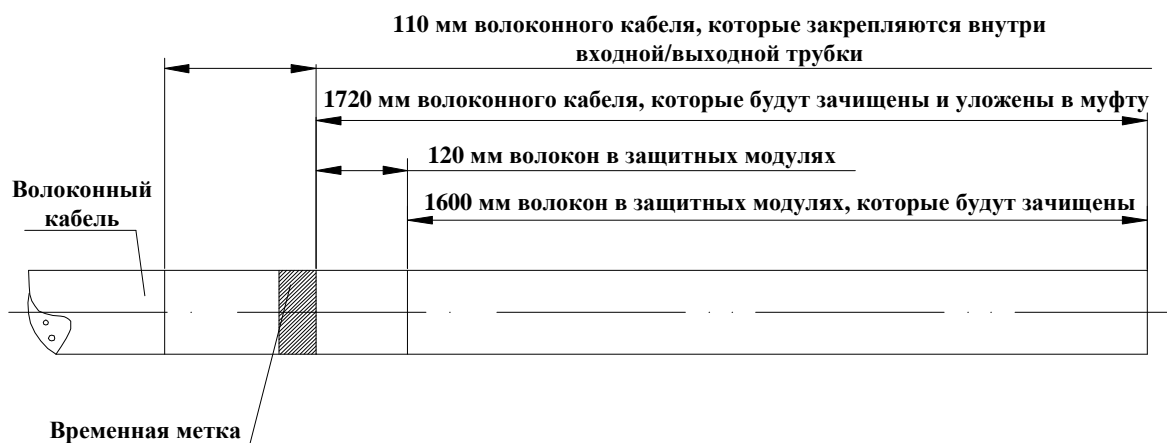 110 мм волоконного кабеля, которые закрепляются внутри
входной/выходной трубки
1720 мм волоконного кабеля, которые будут зачищены и уложены в муфту
120 мм волокон в защитных модулях
Волоконный
кабель
1600 мм волокон в защитных модулях, которые будут зачищены
Временная метка